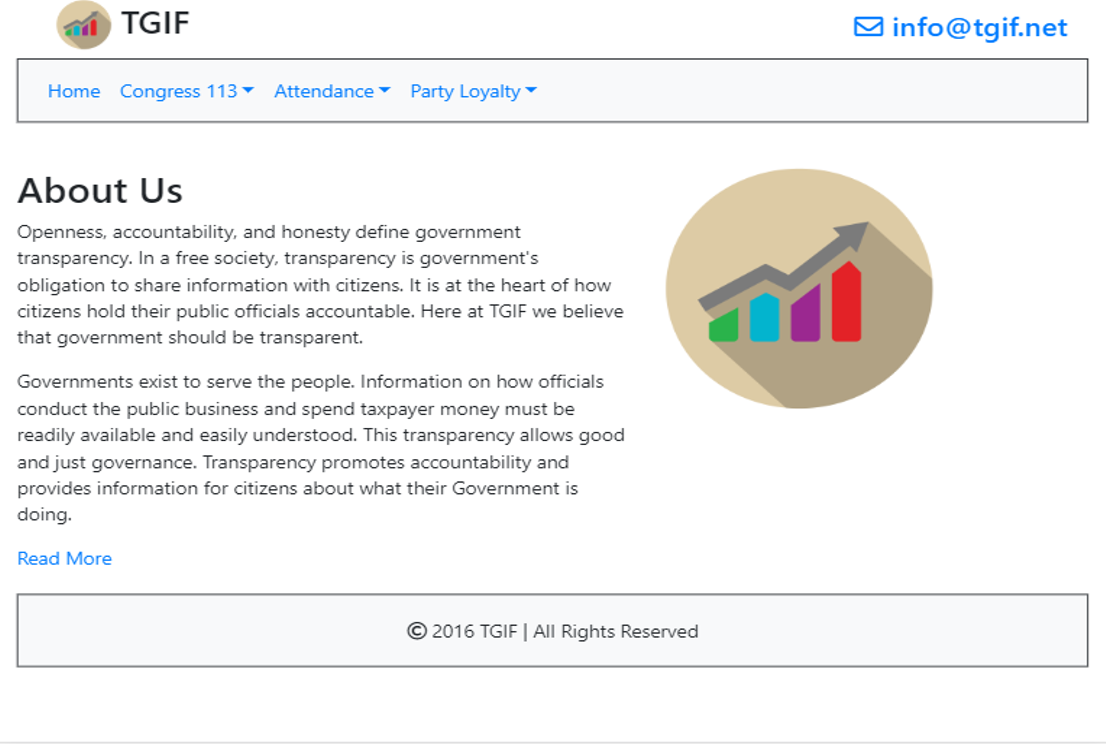 TGIF
info@tgif.net
Home Congress 113 Attendance Party Loyalty
About Us
Openness, accountability, and honesty define government
transparency. In a free society, transparency is government's
obligation to share information with citizens. It is at the heart of how
citizens hold their public officials accountable. Here at TGIF we believe
that government should be transparent.
Governments exist to serve the people. Information on how officials
conduct the public business and spend taxpayer money must be
readily available and easily understood. This transparency allows good
and just governance. Transparency promotes accountability and
provides information for citizens about what their Government is
doing.
Read More
© 2016 TGIF | All Rights Reserved